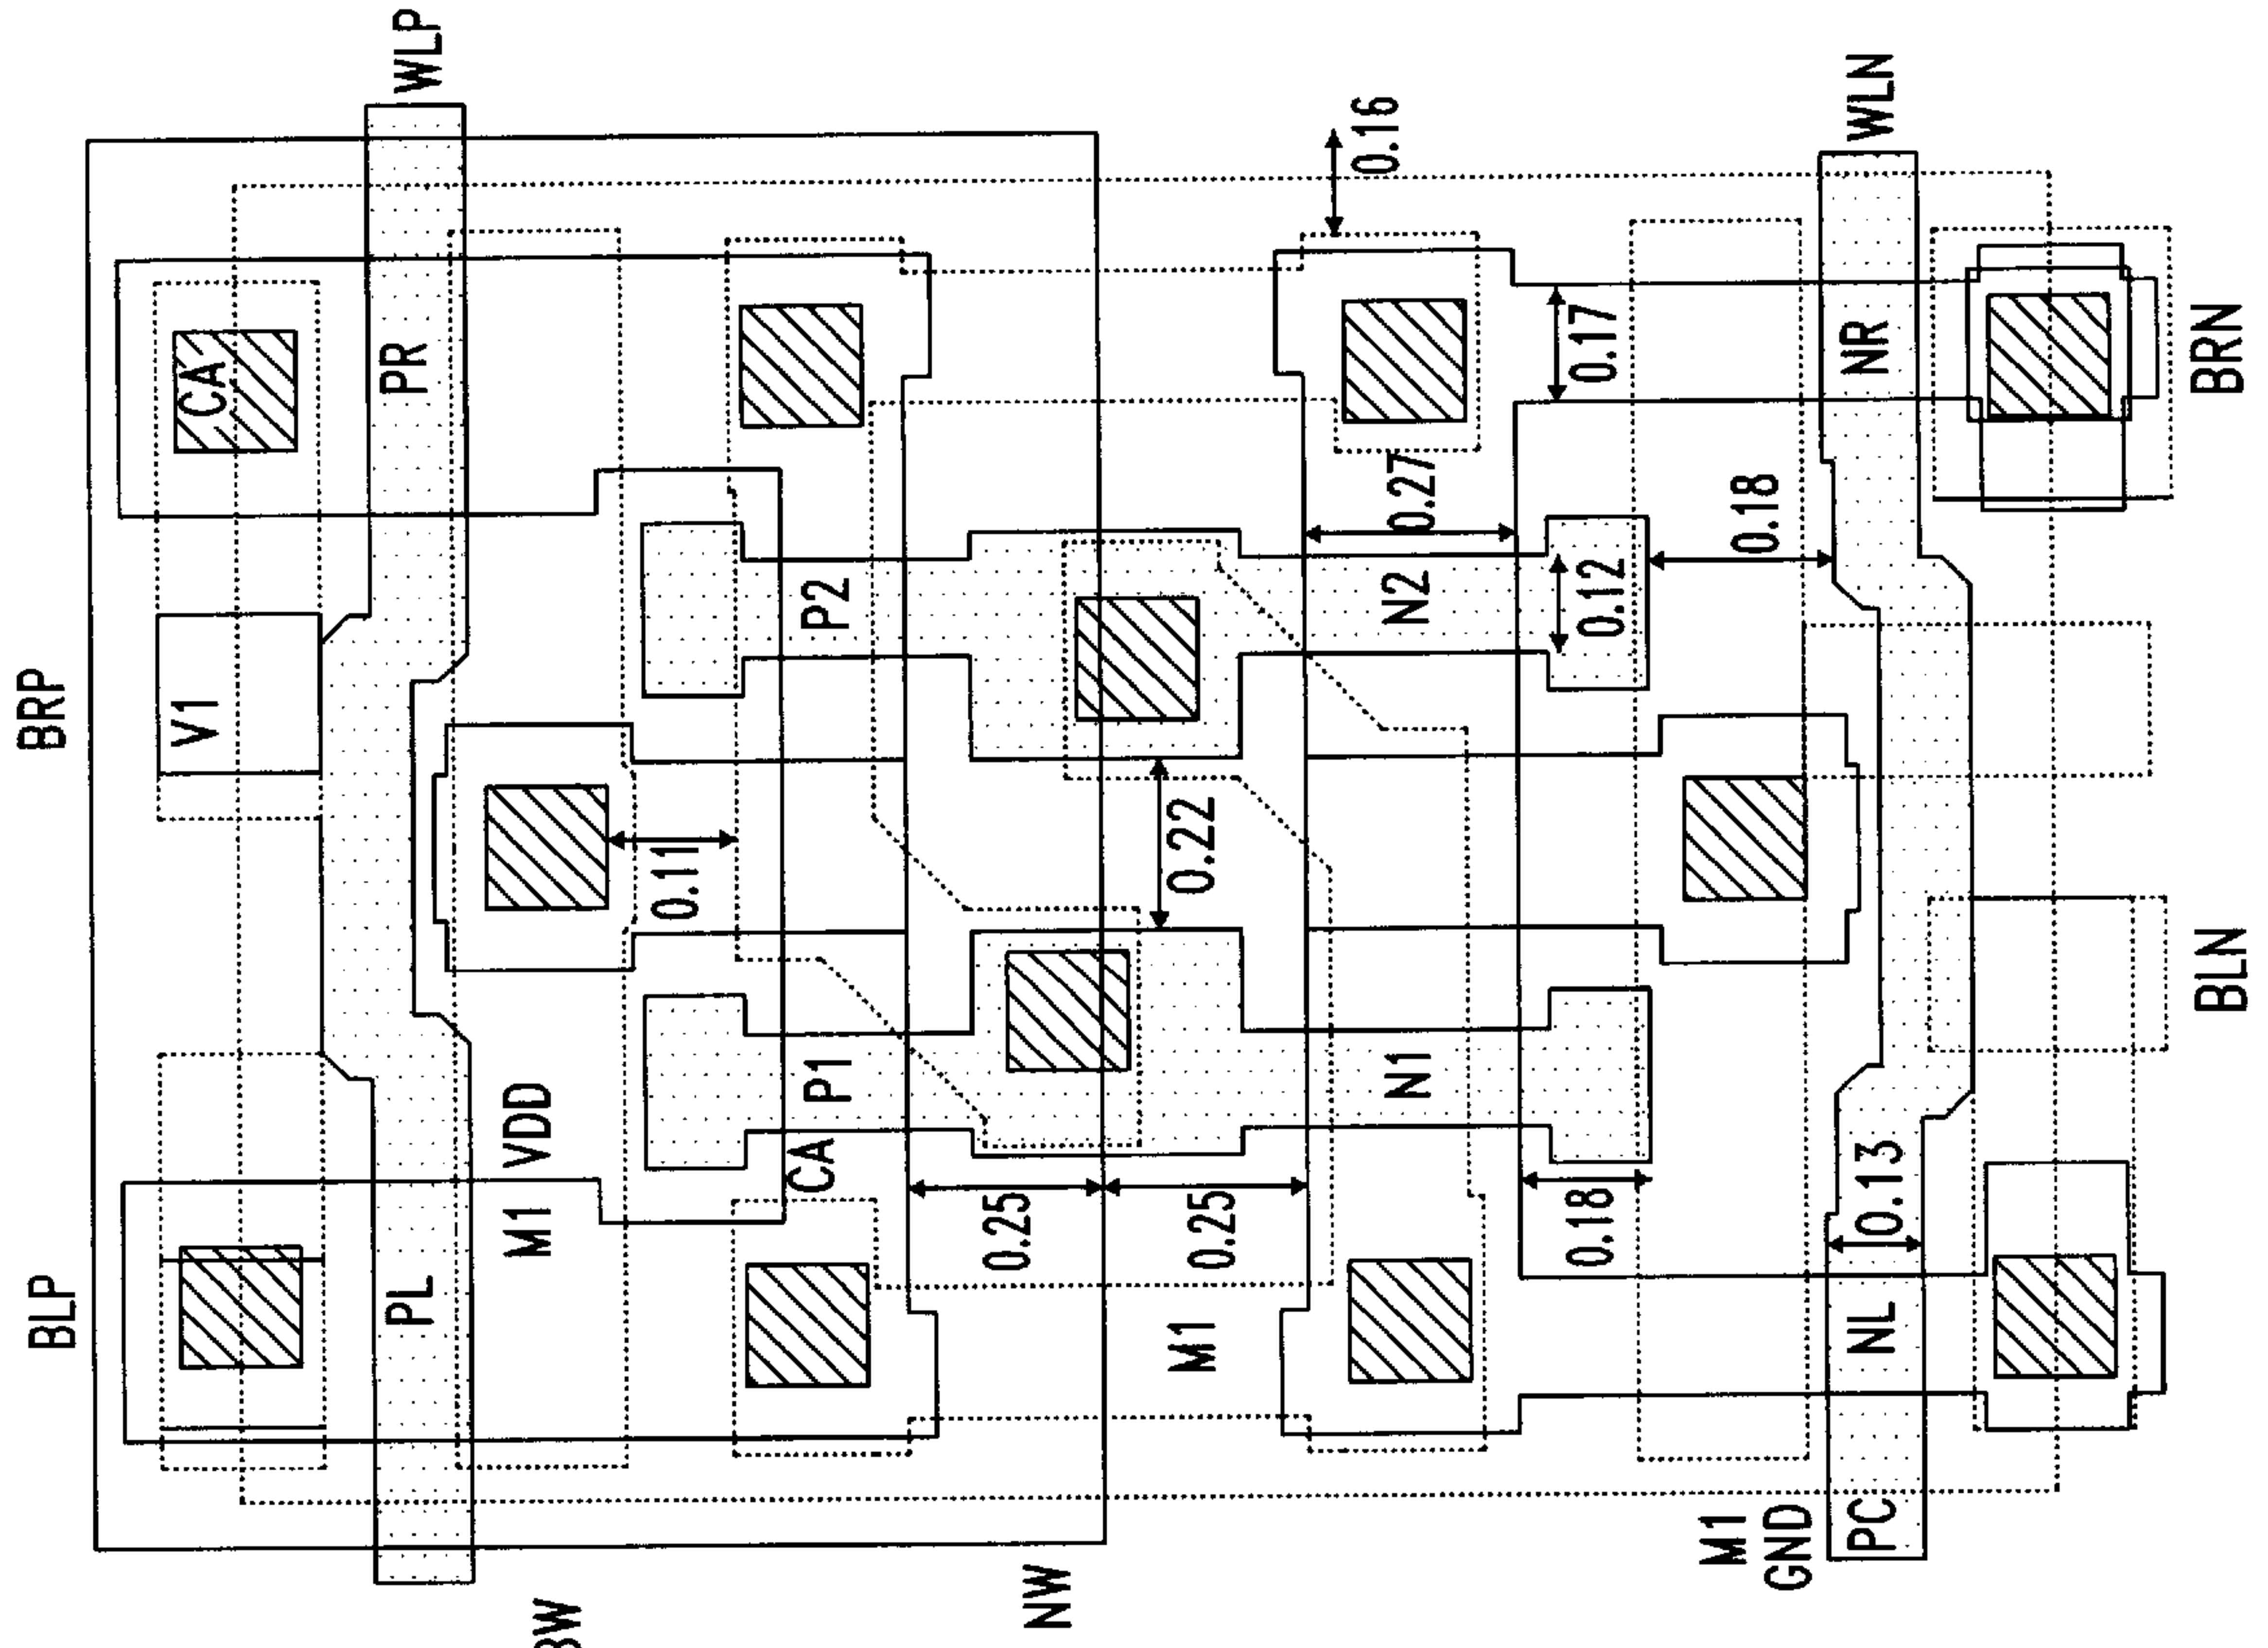 BLP
BRP
WLP
V1
CA
PL
PR
M1 VDD
0.11
CA
P1
P2
BW
NW
0.25
0.25
0.22
M1
0.16
N1
N2
0.27
0.17
0.12
0.18
0.18
M1
GND
PC
NL
0.13
NR
WLN
BLN
BRN